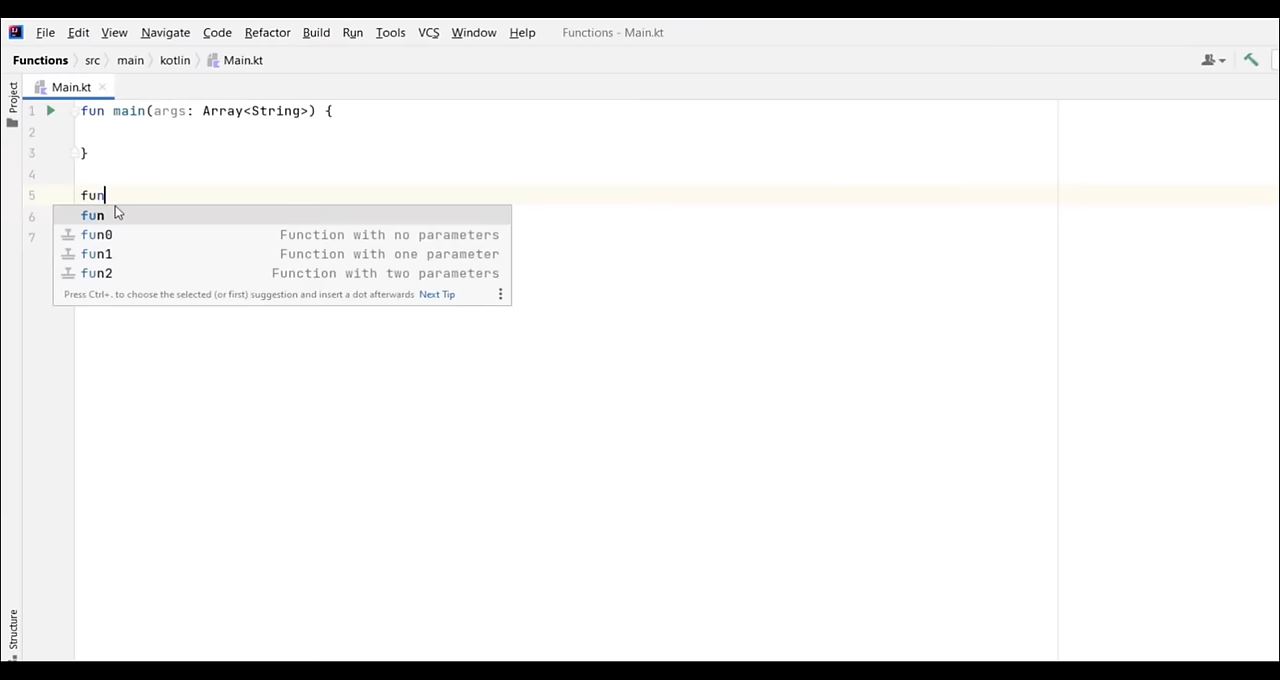 File Edit View Navigate Code Refactor Build Run Tools VCS Window Help Functions - Main.kt
Functions src main kotlin Main.kt
Project
Main.kt
1 fun main(args: Array<String>) {
2
3 }
4
5 fun
6
7
fun
fun0 Function with no parameters
fun1 Function with one parameter
fun2 Function with two parameters
Press Ctrl+. to choose the selected (or first) suggestion and insert a dot afterwards Next Tip
Structure